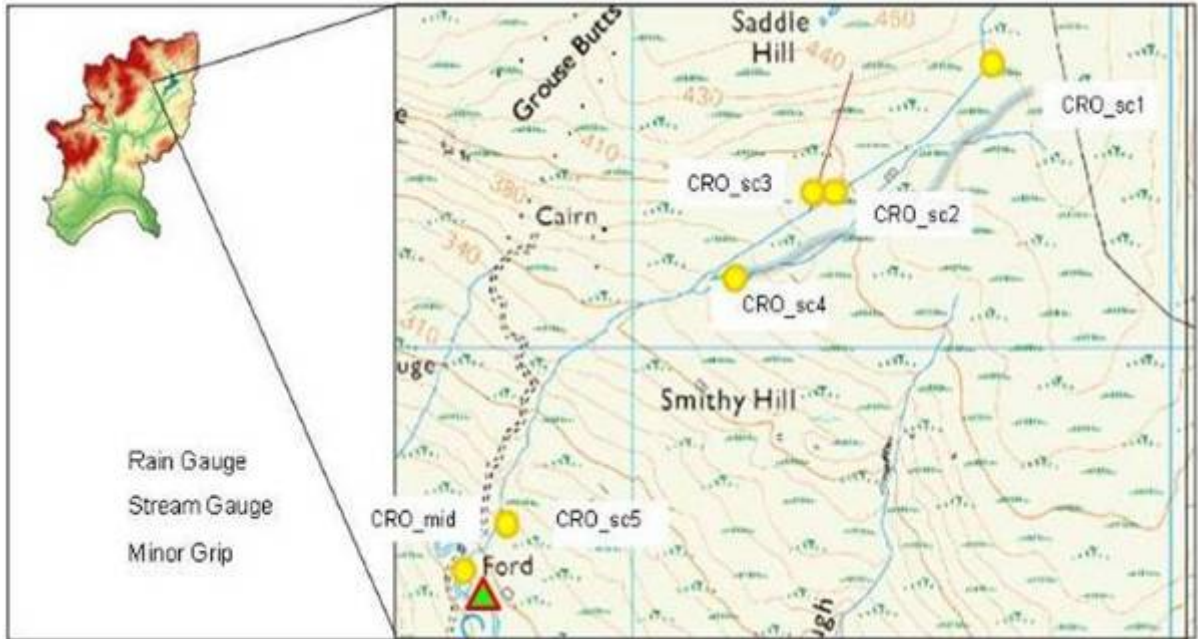 Saddle
Hill
450
440
430
410
380
340
310
Grouse Butts
CRO_sc1
CRO_sc3
CRO_sc2
Cairn
CRO_sc4
Smithy Hill
Rain Gauge
Stream Gauge
Minor Grip
CRO_mid
CRO_sc5
Ford
uge
ugh
e